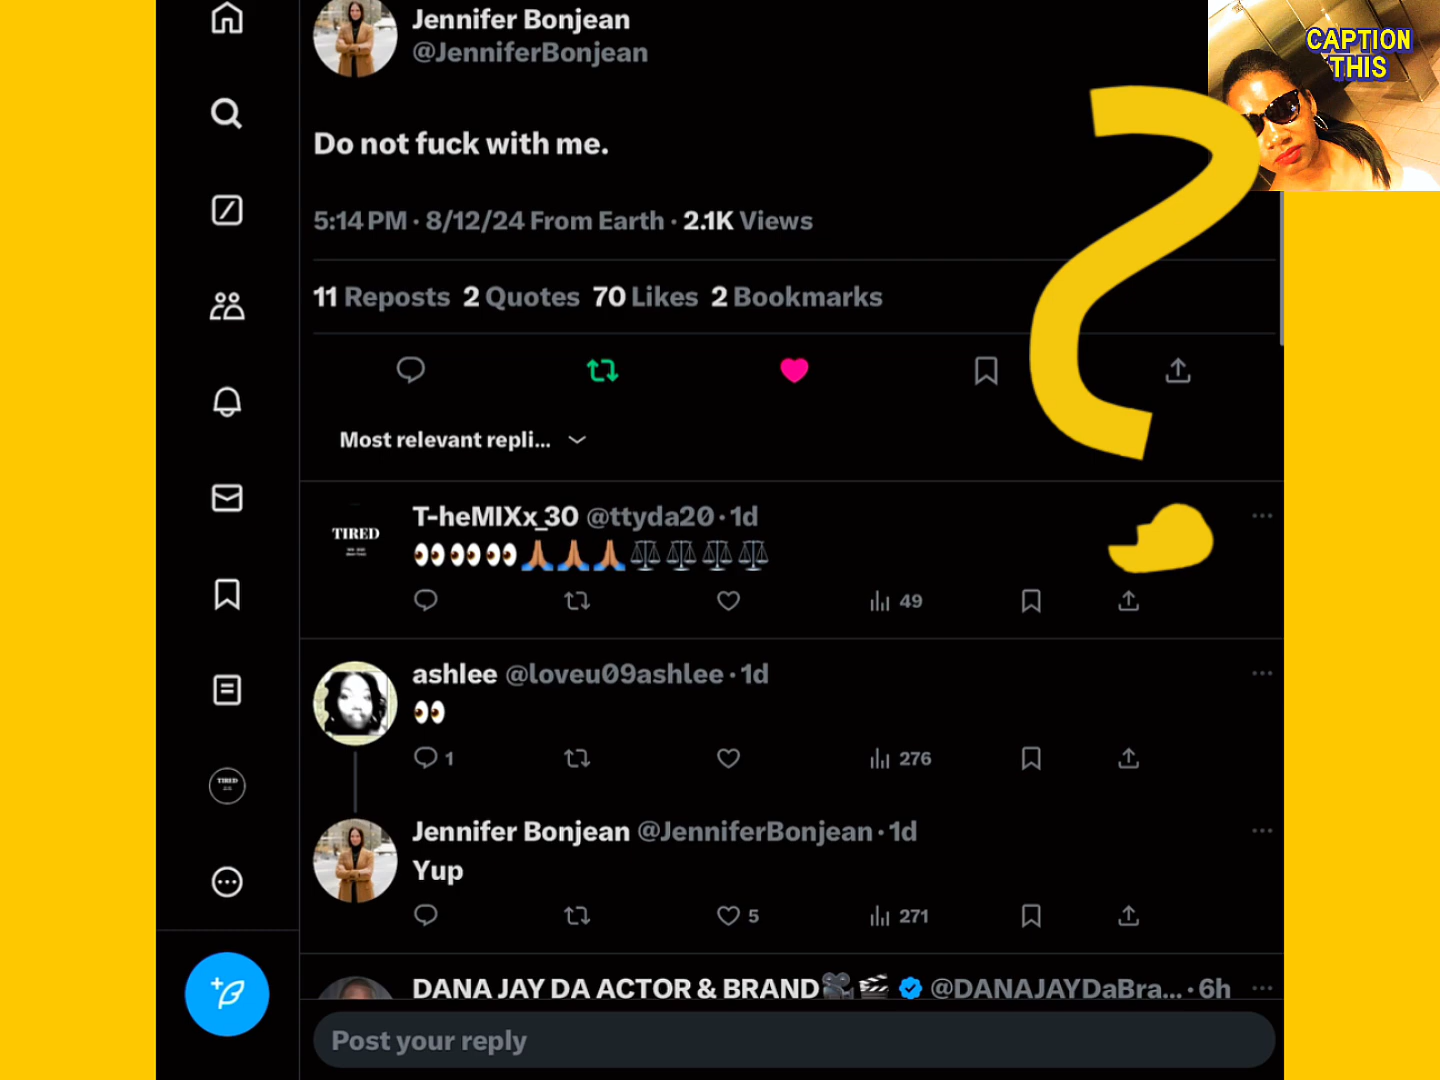 Jennifer Bonjean
@JenniferBonjean
CAPTION
THIS
Do not fuck with me.
5:14 PM · 8/12/24 From Earth · 2.1K Views
11 Reposts 2 Quotes 70 Likes 2 Bookmarks
Most relevant repli...
TIRED
T-heMIXx_30 @ttyda20 · 1d
👀👀👀🙏🏽🙏🏽🙏🏽⚖️⚖️⚖️⚖️
49
ashlee @loveu09ashlee · 1d
👀
1 276
TIRED
Jennifer Bonjean @JenniferBonjean · 1d
Yup
5 271
DANA JAY DA ACTOR & BRAND🎥🎬 @DANAJAYDaBra... · 6h
Post your reply